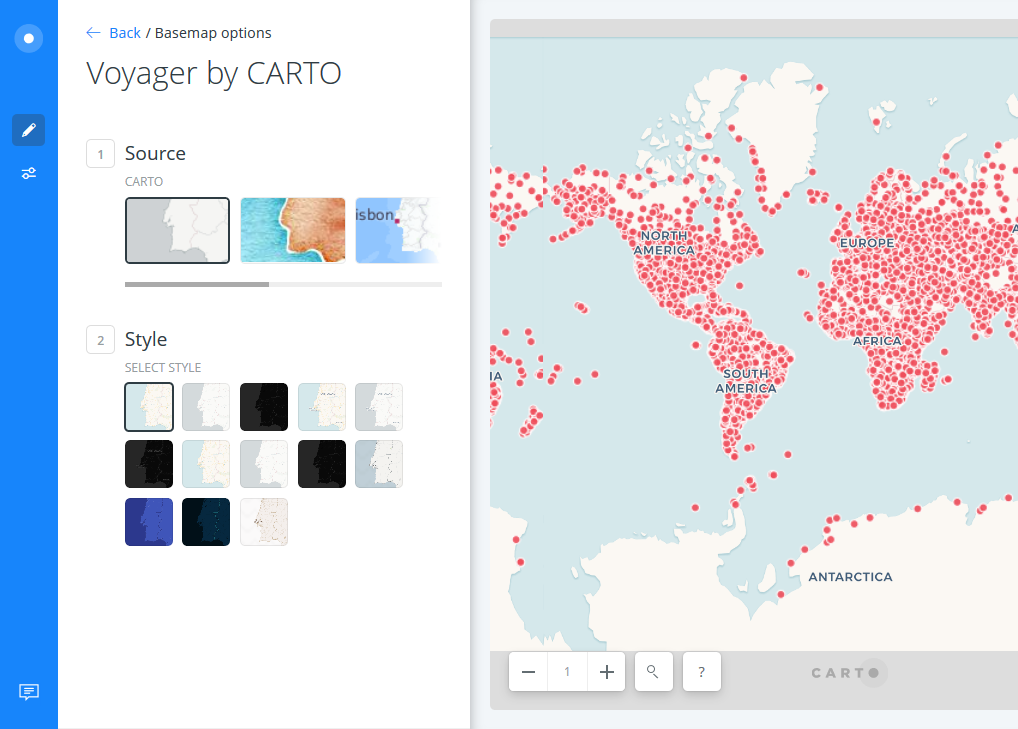 Back / Basemap options
Voyager by CARTO
1 Source
CARTO
isbon
2 Style
SELECT STYLE
NORTH
AMERICA
EUROPE
A
AFRICA
IA
SOUTH
AMERICA
ANTARCTICA
1
?
CARTO